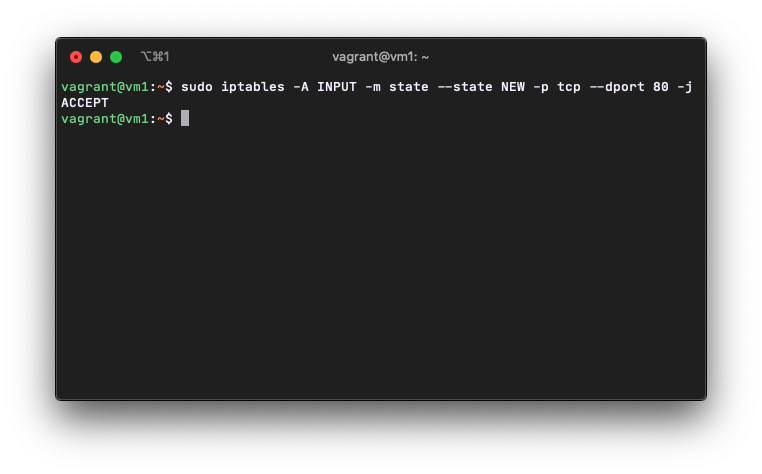 ⌥⌘1
vagrant@vm1: ~
vagrant@vm1:~$ sudo iptables -A INPUT -m state --state NEW -p tcp --dport 80 -j
ACCEPT
vagrant@vm1:~$